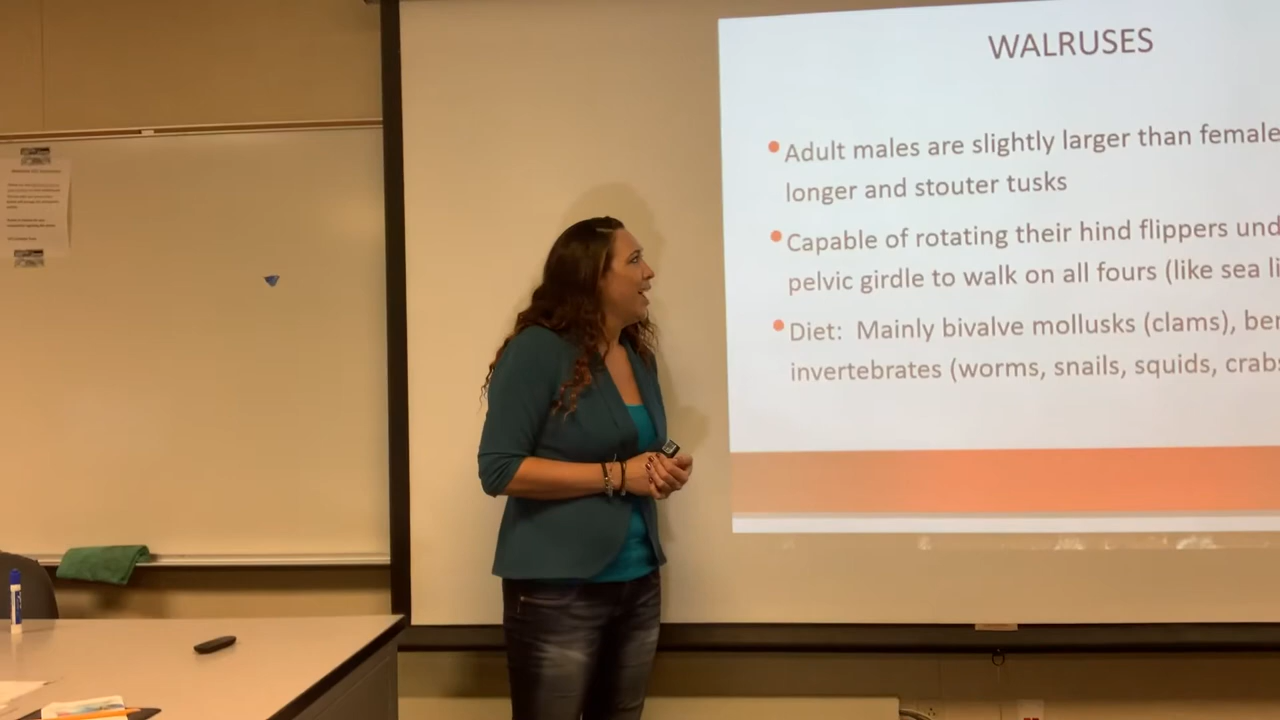 WALRUSES
Adult males are slightly larger than female
longer and stouter tusks
Capable of rotating their hind flippers und
pelvic girdle to walk on all fours (like sea li
Diet: Mainly bivalve mollusks (clams), ben
invertebrates (worms, snails, squids, crabs